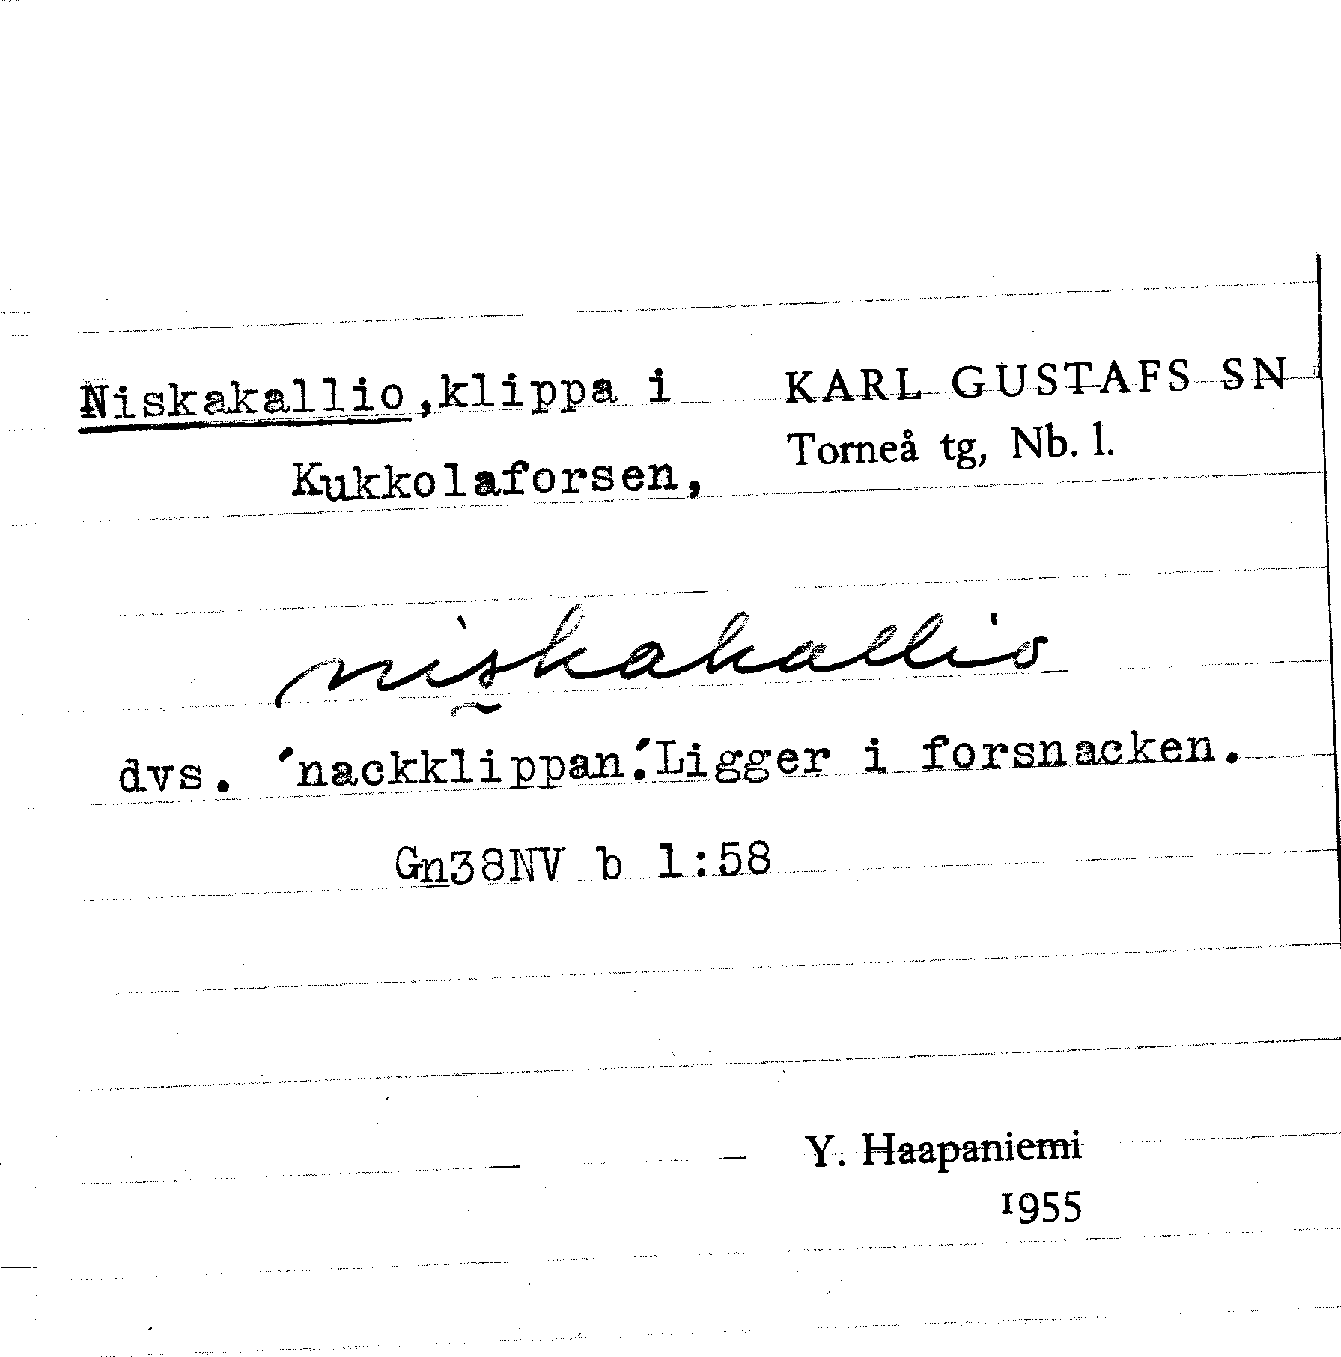 Niskakallio,klippa i
Kukkolaforsen,
KARL GUSTAFS SN
Torneå tg, Nb. l.
niskakallio
dvs. 'nackklippan.'Ligger i forsnacken.
Gn38NV b 1:58
Y. Haapaniemi
1955